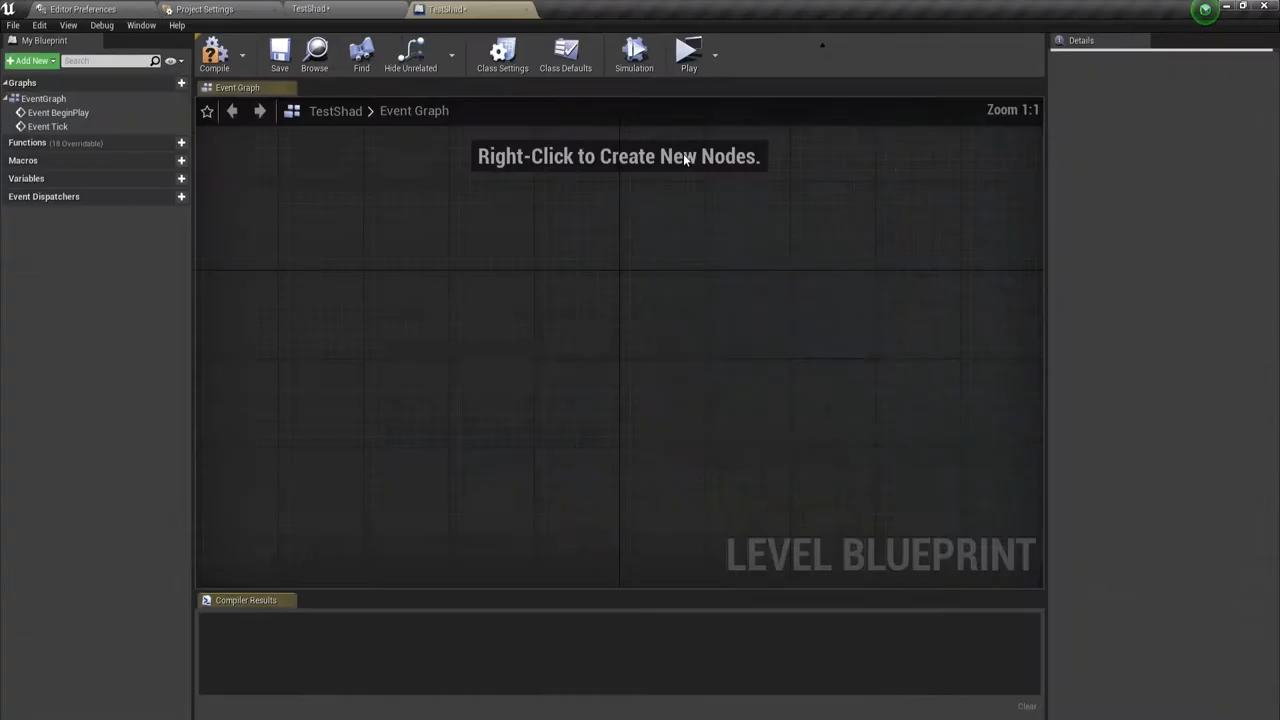 Editor Preferences
Project Settings
TestShad*
TestShad*
File Edit View Debug Window Help
My Blueprint
Add New
Search
Compile
Save
Browse
Find
Hide Unrelated
Class Settings
Class Defaults
Simulation
Play
Details
Graphs
EventGraph
Event BeginPlay
Event Tick
Functions (18 Overridable)
Macros
Variables
Event Dispatchers
Event Graph
TestShad > Event Graph
Zoom 1:1
Right-Click to Create New Nodes.
LEVEL BLUEPRINT
Compiler Results
Clear